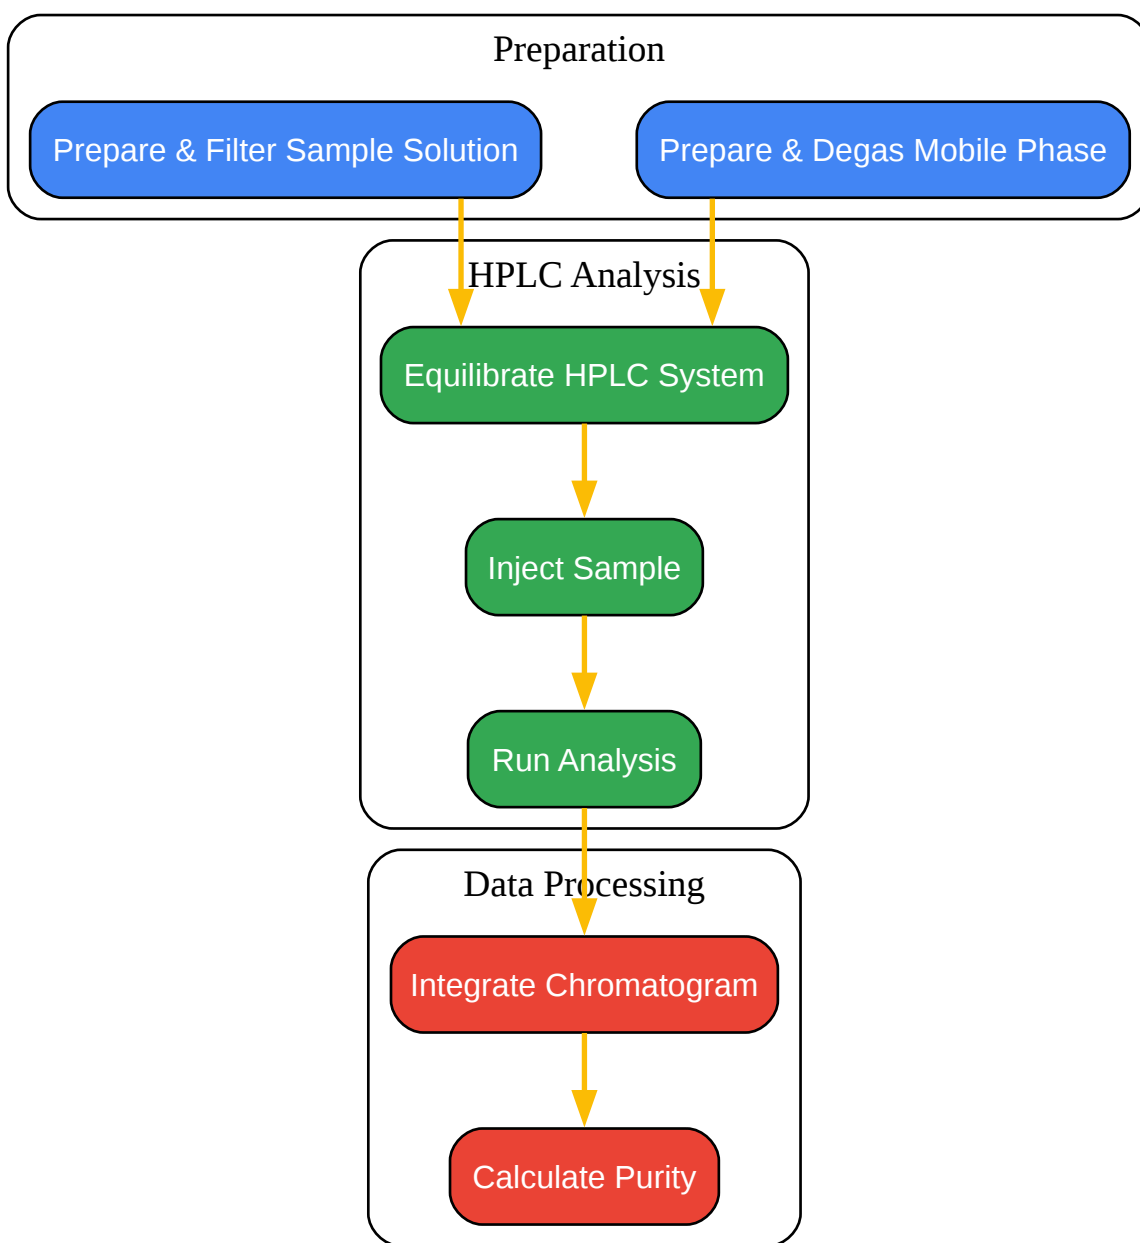 Preparation
Prepare & Filter Sample Solution
Prepare & Degas Mobile Phase
HPLC Analysis
Equilibrate HPLC System
Inject Sample
Run Analysis
Data Processing
Integrate Chromatogram
Calculate Purity